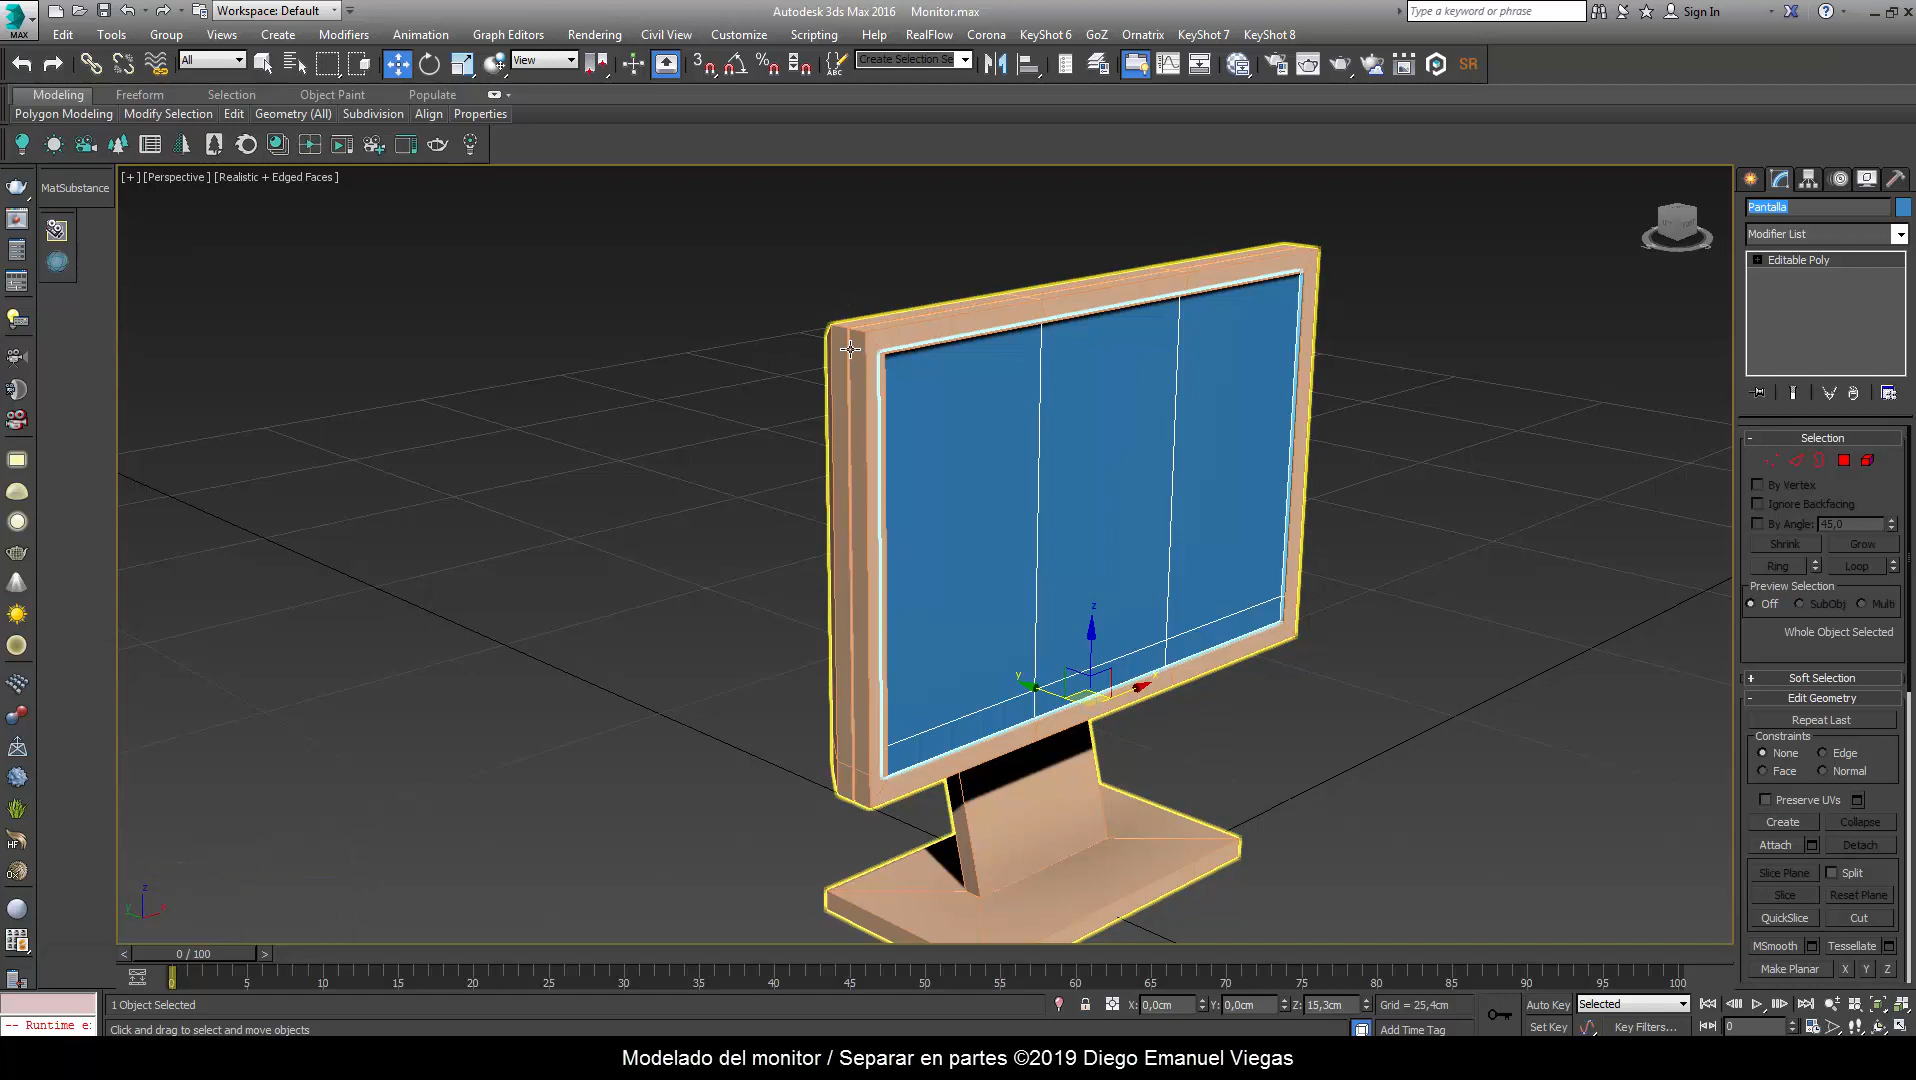 Workspace: Default
Autodesk 3ds Max 2016 Monitor.max
Type a keyword or phrase
Sign In
MAX
Edit Tools Group Views Create Modifiers Animation Graph Editors Rendering Civil View Customize Scripting Help RealFlow Corona KeyShot 6 GoZ Ornatrix KeyShot 7 KeyShot 8
All
View
3
ABC
Create Selection Se
SR
Modeling Freeform Selection Object Paint Populate
Polygon Modeling Modify Selection Edit Geometry (All) Subdivision Align Properties
MatSubstance
[+] [Perspective] [Realistic + Edged Faces]
Pantalla
Modifier List
Editable Poly
Selection
By Vertex
Ignore Backfacing
By Angle: 45,0
Shrink Grow
Ring Loop
Preview Selection
Off SubObj Multi
Whole Object Selected
Soft Selection
Edit Geometry
Repeat Last
Constraints
None Edge
Face Normal
Preserve UVs
Create Collapse
Attach Detach
Slice Plane Split
Slice Reset Plane
QuickSlice Cut
MSmooth Tessellate
Make Planar X Y Z
z
y
x
z
y
x
HF
< 0 / 100 >
0 5 10 15 20 25 30 35 40 45 50 55 60 65 70 75 80 85 90 95 100
1 Object Selected
X: 0,0cm Y: 0,0cm Z: 15,3cm Grid = 25,4cm
Auto Key Selected
-- Runtime e:
Click and drag to select and move objects
Add Time Tag
Set Key Key Filters... 0
Modelado del monitor / Separar en partes ©2019 Diego Emanuel Viegas